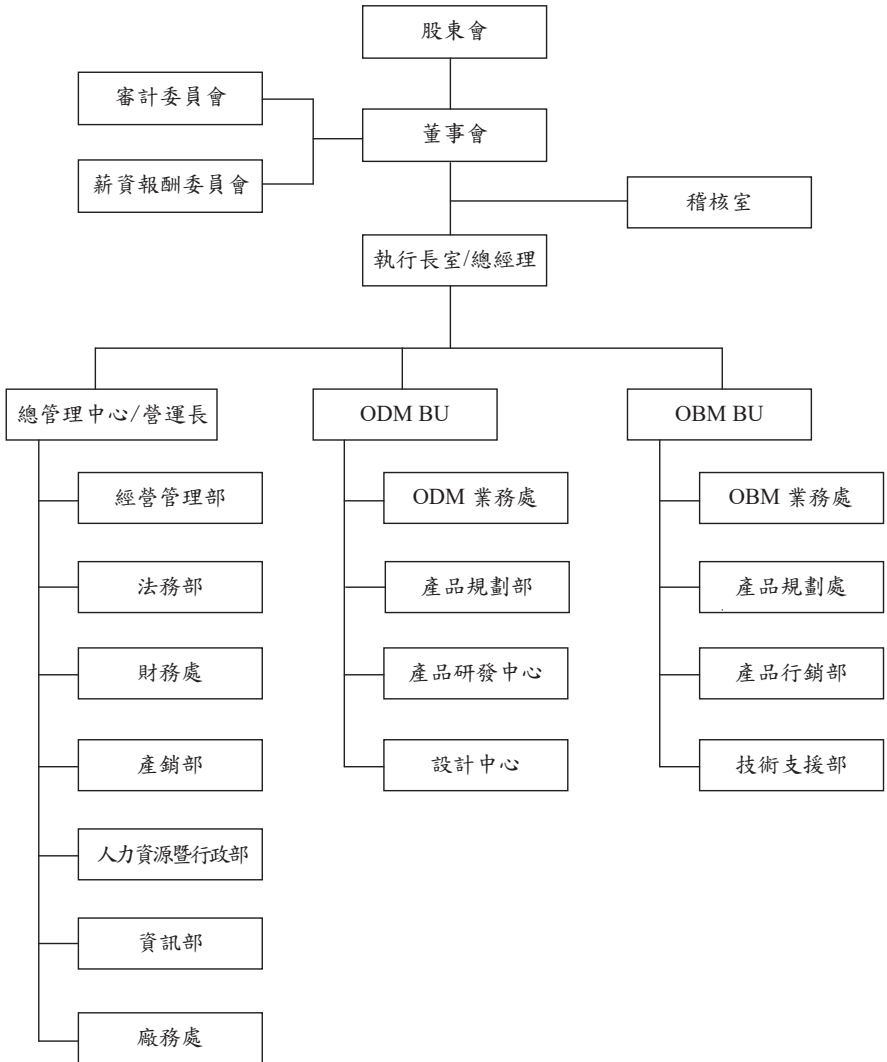 股東會
審計委員會
董事會
薪資報酬委員會
稽核室
執行長室/總經理
總管理中心/營運長
ODM BU
OBM BU
經營管理部
ODM 業務處
OBM 業務處
法務部
產品規劃部
產品規劃處
財務處
產品研發中心
產品行銷部
產銷部
設計中心
技術支援部
人力資源暨行政部
資訊部
廠務處